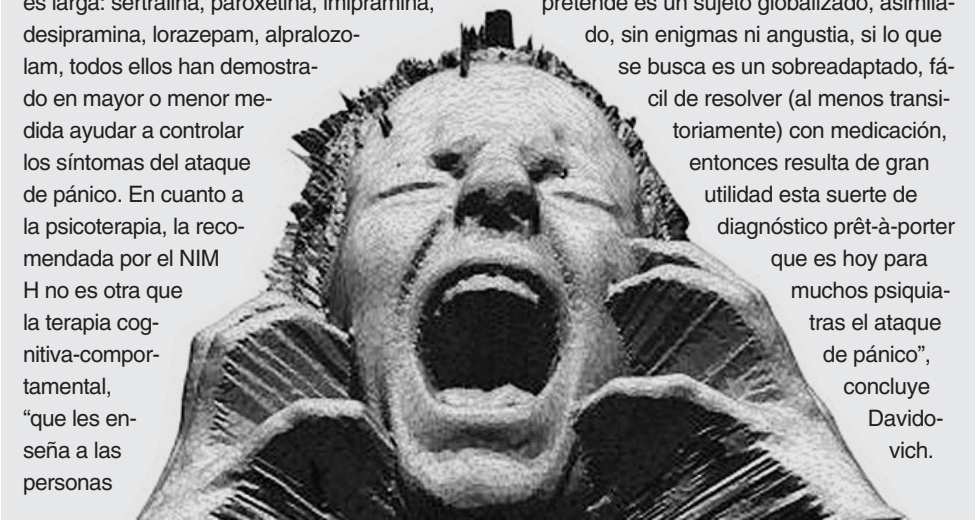 es larga: sertralina, paroxetina, imipramina,
desipramina, lorazepam, alpralozo-
lam, todos ellos han demostra-
do en mayor o menor me-
dida ayudar a controlar
los síntomas del ataque
de pánico. En cuanto a
la psicoterapia, la reco-
mendada por el NIM
H no es otra que
la terapia cog-
nitiva-compor-
tamental,
“que les en-
seña a las
personas
pretende es un sujeto globalizado, asimila-
do, sin enigmas ni angustia, si lo que
se busca es un sobreadaptado, fá-
cil de resolver (al menos transi-
toriamente) con medicación,
entonces resulta de gran
utilidad esta suerte de
diagnóstico prêt-à-porter
que es hoy para
muchos psiquia-
tras el ataque
de pánico”,
concluye
Davido-
vich.